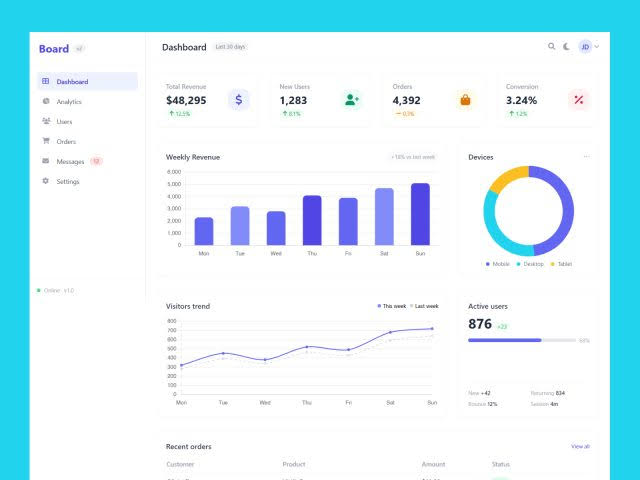 Board v2
Dashboard
Analytics
Users
Orders
Messages 12
Settings
Online · v1.0
Dashboard Last 30 days
JD
Total Revenue
$48,295
12.5%
New Users
1,283
8.1%
Orders
4,392
0.3%
Conversion
3.24%
1.2%
Weekly Revenue +18% vs last week
6,000
5,000
4,000
3,000
2,000
1,000
0
Mon Tue Wed Thu Fri Sat Sun
Devices
Mobile Desktop Tablet
Visitors trend This week Last week
800
700
600
500
400
300
200
100
0
Mon Tue Wed Thu Fri Sat Sun
Active users
876 +23
68%
New +42 Returning 834
Bounce 12% Session 4m
Recent orders View all
Customer Product Amount Status